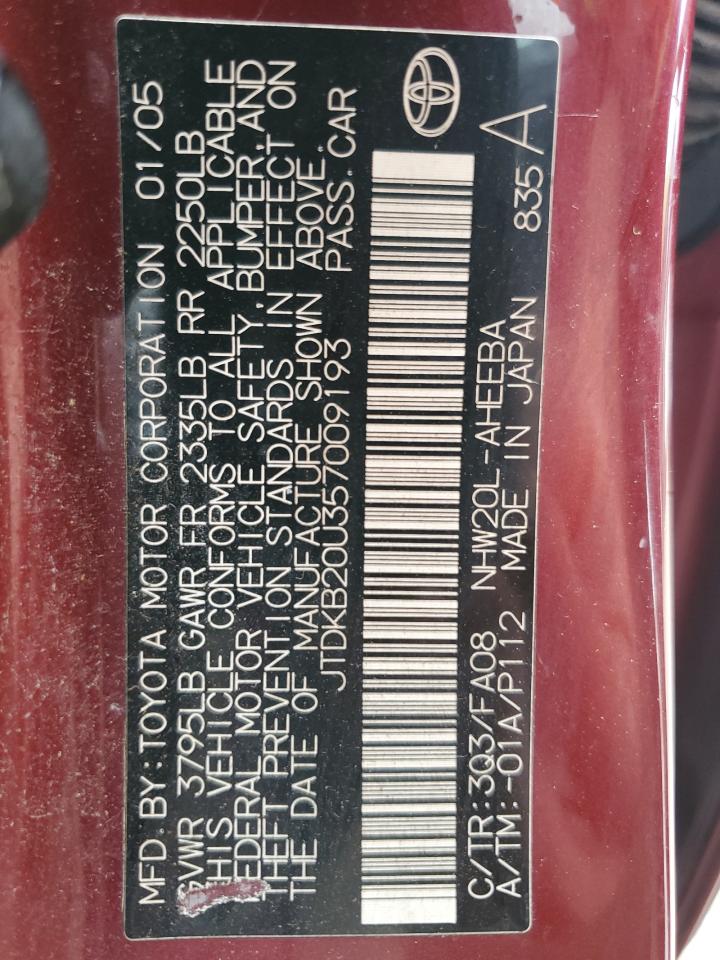 MFD.BY:TOYOTA MOTOR CORPORATION 01/05
GVWR 3795LB GAWR FR 2335LB RR 2250LB
THIS VEHICLE CONFORMS TO ALL APPLICABLE
FEDERAL MOTOR VEHICLE SAFETY,BUMPER,AND
THEFT PREVENTION STANDARDS IN EFFECT ON
THE DATE OF MANUFACTURE SHOWN ABOVE.
JTDKB20U357009193 PASS.CAR
C/TR:3Q3/FA08 NHW20L-AHEEBA
A/TM:-01A/P112 MADE IN JAPAN 835 A